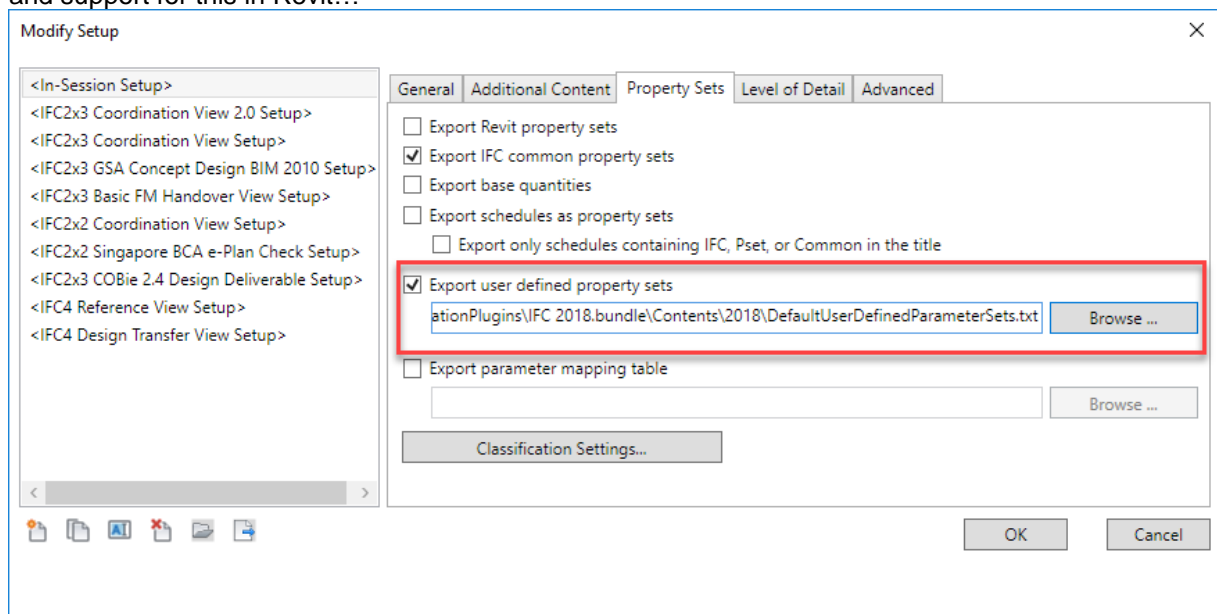 and support for this in Revit…
Modify Setup
<In-Session Setup>
<IFC2x3 Coordination View 2.0 Setup>
<IFC2x3 Coordination View Setup>
<IFC2x3 GSA Concept Design BIM 2010 Setup>
<IFC2x3 Basic FM Handover View Setup>
<IFC2x2 Coordination View Setup>
<IFC2x2 Singapore BCA e-Plan Check Setup>
<IFC2x3 COBie 2.4 Design Deliverable Setup>
<IFC4 Reference View Setup>
<IFC4 Design Transfer View Setup>
General Additional Content Property Sets Level of Detail Advanced
Export Revit property sets
Export IFC common property sets
Export base quantities
Export schedules as property sets
Export only schedules containing IFC, Pset, or Common in the title
Export user defined property sets
ationPlugins\IFC 2018.bundle\Contents\2018\DefaultUserDefinedParameterSets.txt Browse ...
Export parameter mapping table
Browse ...
Classification Settings...
OK Cancel